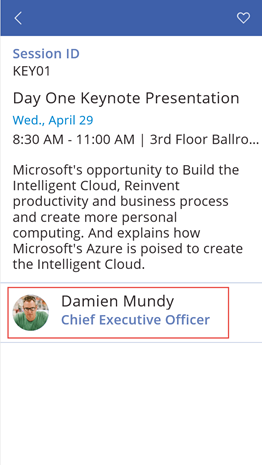 Session ID
KEY01
Day One Keynote Presentation
Wed., April 29
8:30 AM - 11:00 AM | 3rd Floor Ballro...
Microsoft's opportunity to Build the
Intelligent Cloud, Reinvent
productivity and business process
and create more personal
computing. And explains how
Microsoft's Azure is poised to create
the Intelligent Cloud.
Damien Mundy
Chief Executive Officer